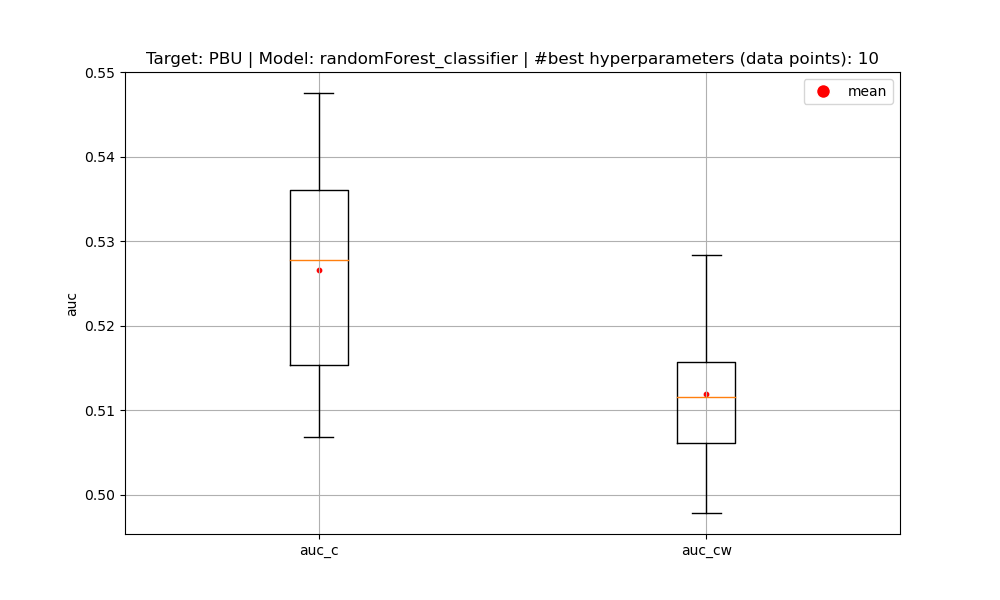 Target: PBU | Model: randomForest_classifier | #best hyperparameters (data points): 10
0.55
mean
0.54
0.53
auc
0.52
0.51
0.50
auc_c
auc_cw